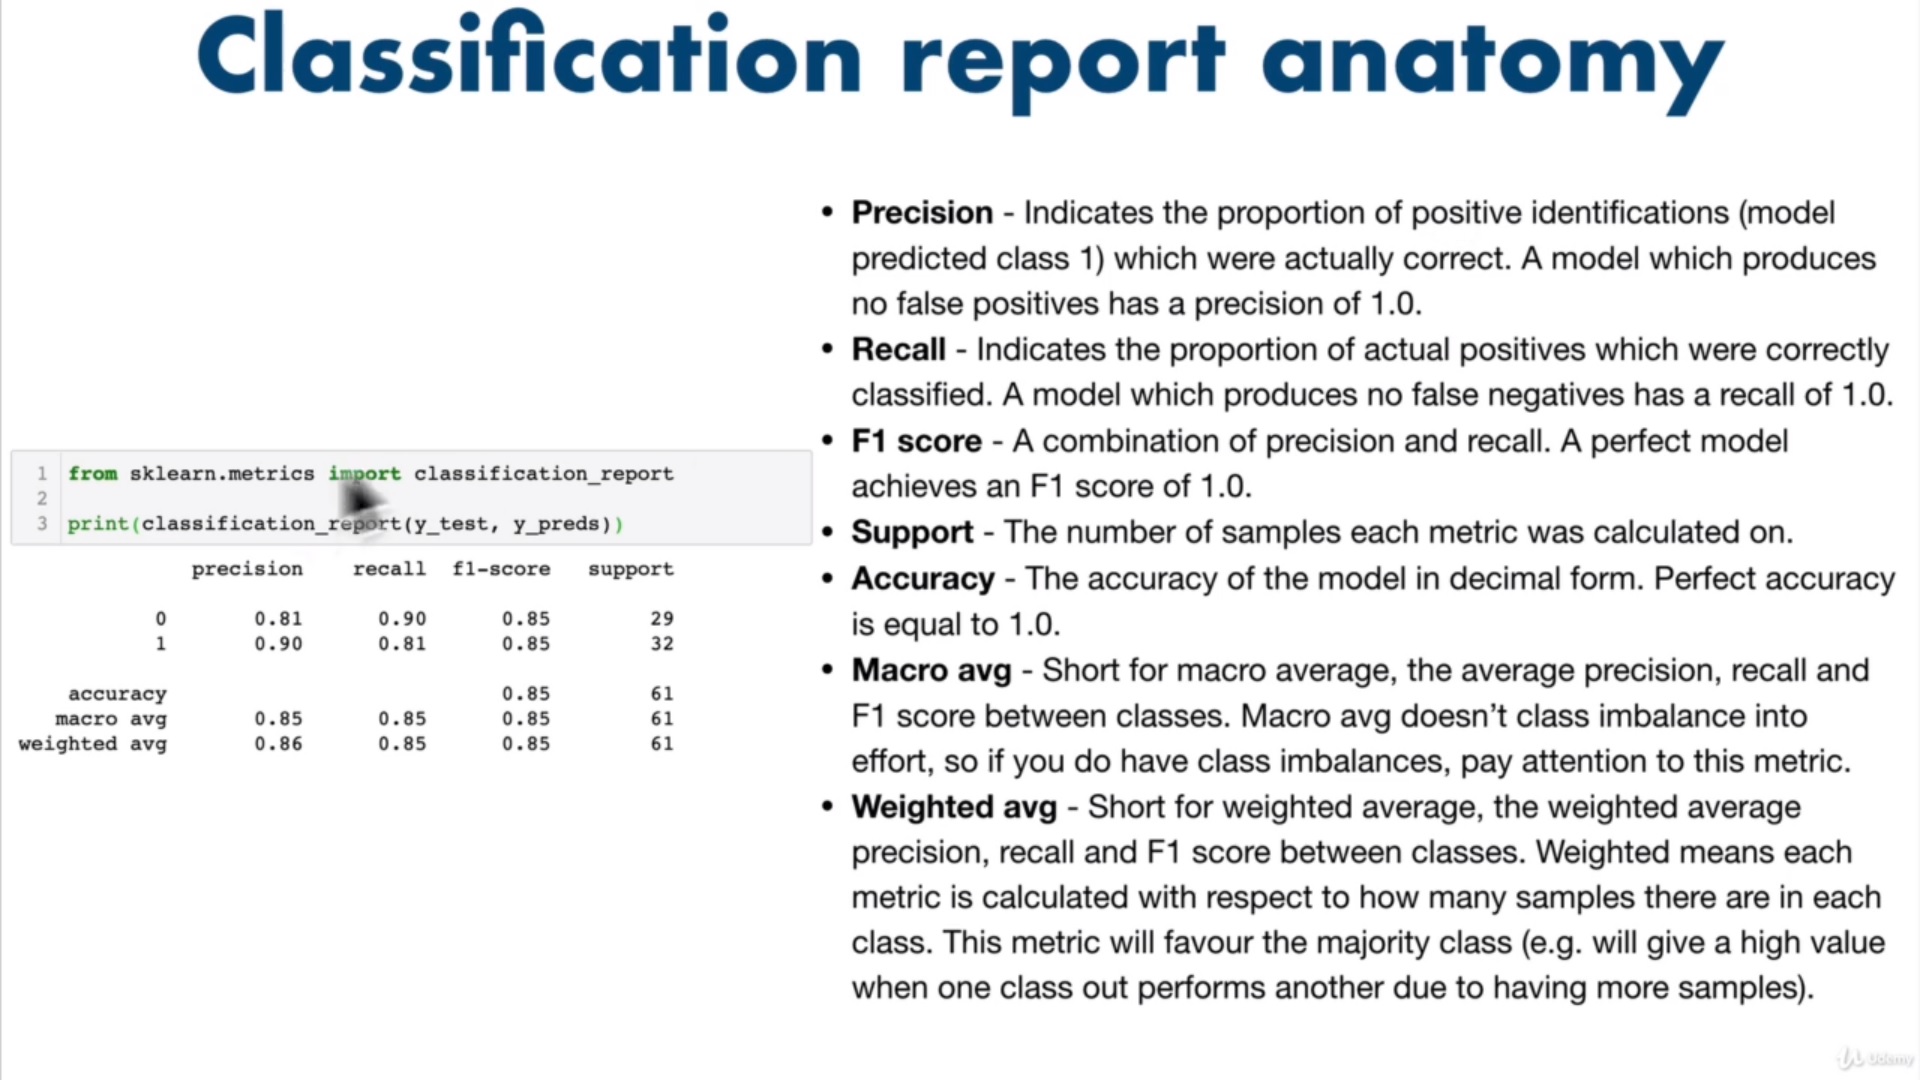 Classification report anatomy
1 from sklearn.metrics import classification_report
2
3 print(classification_report(y_test, y_preds))
precision recall f1-score support
0 0.81 0.90 0.85 29
1 0.90 0.81 0.85 32
accuracy 0.85 61
macro avg 0.85 0.85 0.85 61
weighted avg 0.86 0.85 0.85 61
• Precision - Indicates the proportion of positive identifications (model
predicted class 1) which were actually correct. A model which produces
no false positives has a precision of 1.0.
• Recall - Indicates the proportion of actual positives which were correctly
classified. A model which produces no false negatives has a recall of 1.0.
• F1 score - A combination of precision and recall. A perfect model
achieves an F1 score of 1.0.
• Support - The number of samples each metric was calculated on.
• Accuracy - The accuracy of the model in decimal form. Perfect accuracy
is equal to 1.0.
• Macro avg - Short for macro average, the average precision, recall and
F1 score between classes. Macro avg doesn’t class imbalance into
effort, so if you do have class imbalances, pay attention to this metric.
• Weighted avg - Short for weighted average, the weighted average
precision, recall and F1 score between classes. Weighted means each
metric is calculated with respect to how many samples there are in each
class. This metric will favour the majority class (e.g. will give a high value
when one class out performs another due to having more samples).
Udemy